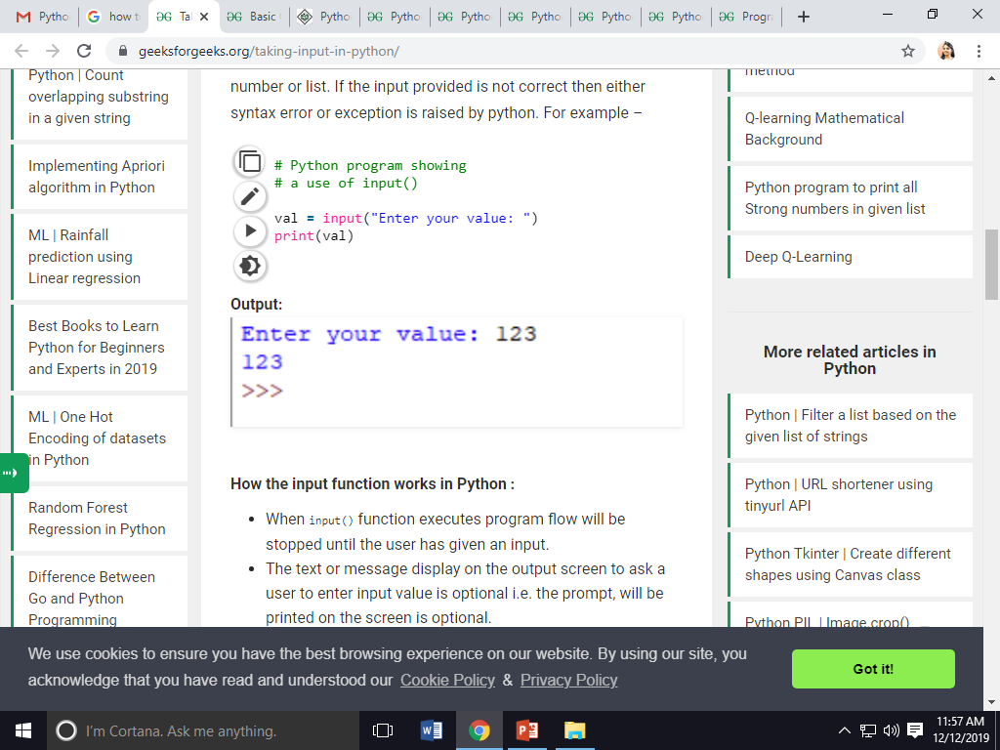 Pytho
how t
Ta
Basic
Pytho
Pytho
Pytho
Pytho
Pytho
Pytho
Progr
geeksforgeeks.org/taking-input-in-python/
Python | Count
overlapping substring
in a given string
Implementing Apriori
algorithm in Python
ML | Rainfall
prediction using
Linear regression
Best Books to Learn
Python for Beginners
and Experts in 2019
ML | One Hot
Encoding of datasets
in Python
Random Forest
Regression in Python
Difference Between
Go and Python
Programming
number or list. If the input provided is not correct then either
syntax error or exception is raised by python. For example –
# Python program showing
# a use of input()
val = input("Enter your value: ")
print(val)
Output:
Enter your value: 123
123
>>>
How the input function works in Python :
• When input() function executes program flow will be
stopped until the user has given an input.
• The text or message display on the output screen to ask a
user to enter input value is optional i.e. the prompt, will be
printed on the screen is optional.
method
Q-learning Mathematical
Background
Python program to print all
Strong numbers in given list
Deep Q-Learning
More related articles in
Python
Python | Filter a list based on the
given list of strings
Python | URL shortener using
tinyurl API
Python Tkinter | Create different
shapes using Canvas class
Python PIL | Image.crop()
We use cookies to ensure you have the best browsing experience on our website. By using our site, you
acknowledge that you have read and understood our Cookie Policy & Privacy Policy
Got it!
I'm Cortana. Ask me anything.
11:57 AM
12/12/2019